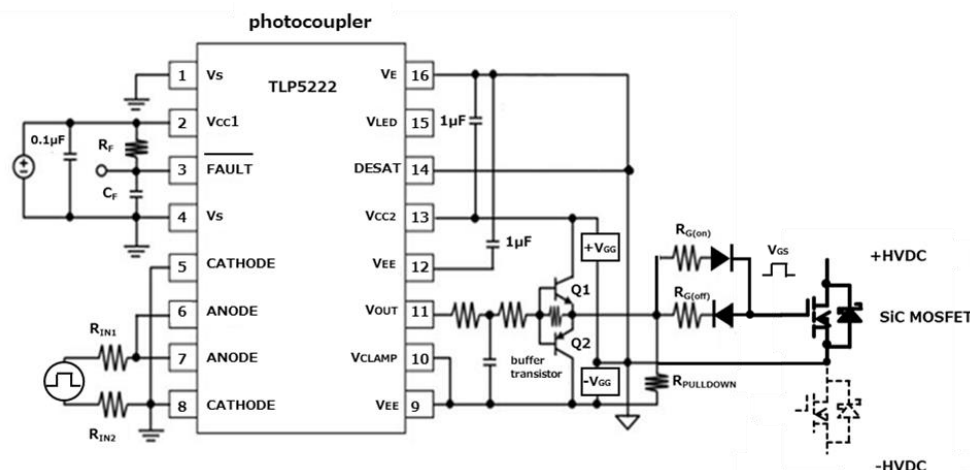 photocoupler
TLP5222
1 Vs
2 Vcc1
3 FAULT
4 Vs
5 CATHODE
6 ANODE
7 ANODE
8 CATHODE
VE 16
VLED 15
DESAT 14
VCC2 13
VEE 12
VOUT 11
VCLAMP 10
VEE 9
0.1μF
RF
CF
RIN1
RIN2
1μF
1μF
Q1
Q2
buffer
transistor
+VGG
-VGG
RG(on)
RG(off)
RPULLDOWN
VGS
+HVDC
SiC MOSFET
-HVDC